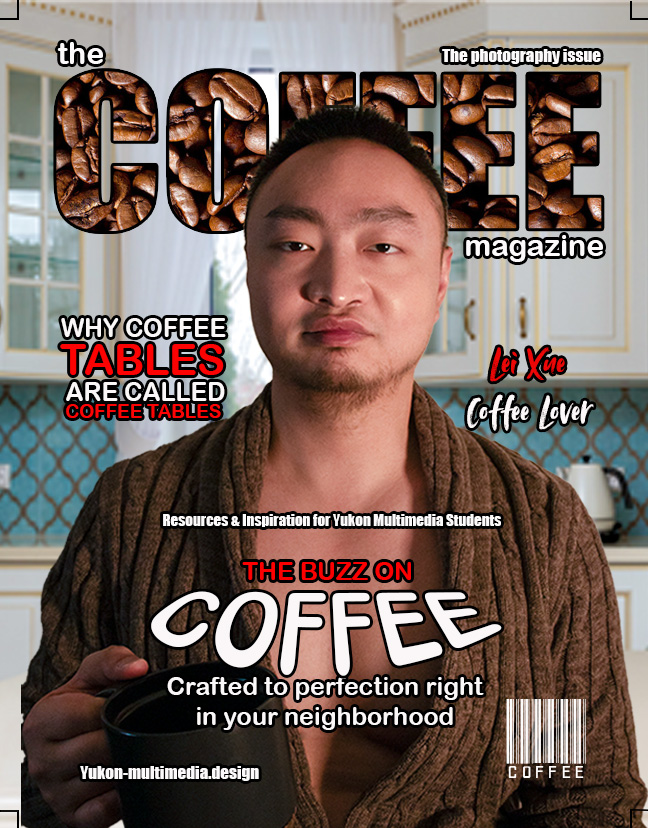 the
The photography issue
COFFEE
magazine
WHY COFFEE
TABLES
ARE CALLED
COFFEE TABLES
Lei Xue
Coffee Lover
Resources & Inspiration for Yukon Multimedia Students
THE BUZZ ON
COFFEE
Crafted to perfection right
in your neighborhood
Yukon-multimedia.design
COFFEE